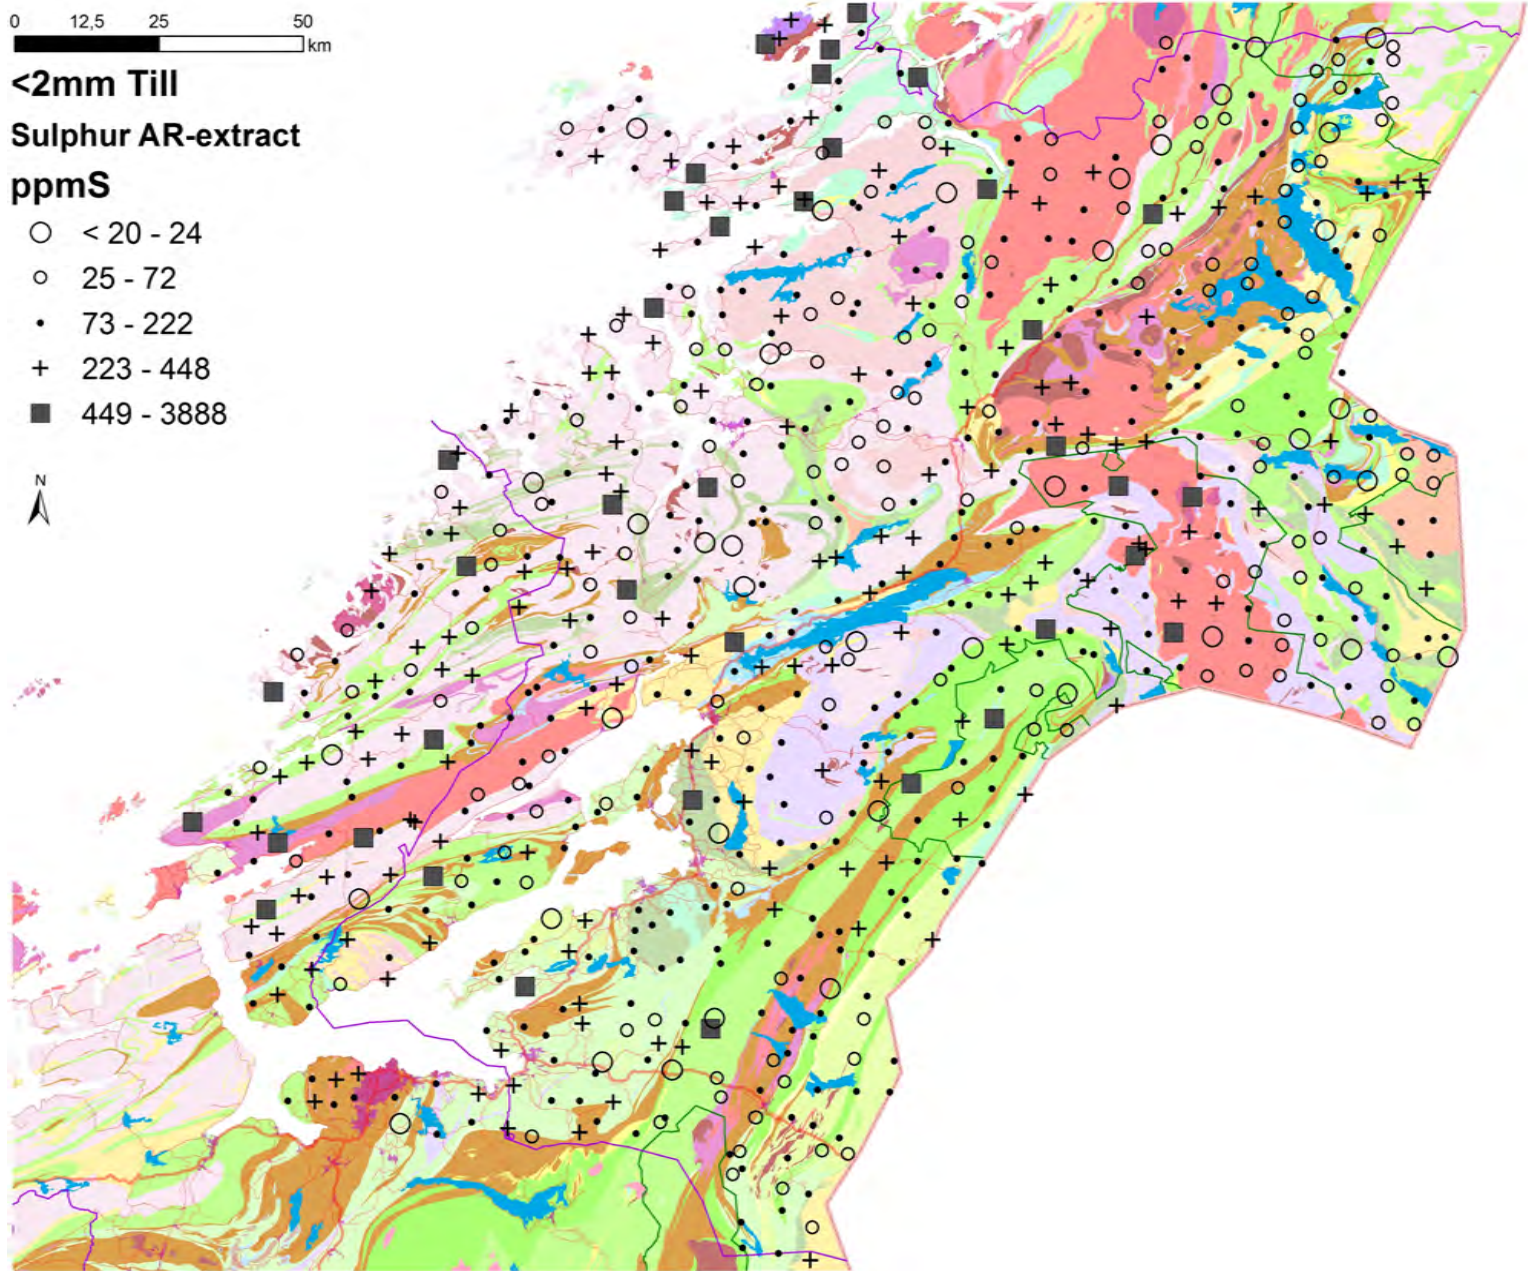 0 12,5 25 50
km
<2mm Till
Sulphur AR-extract
ppmS
< 20 - 24
25 - 72
73 - 222
223 - 448
449 - 3888
N